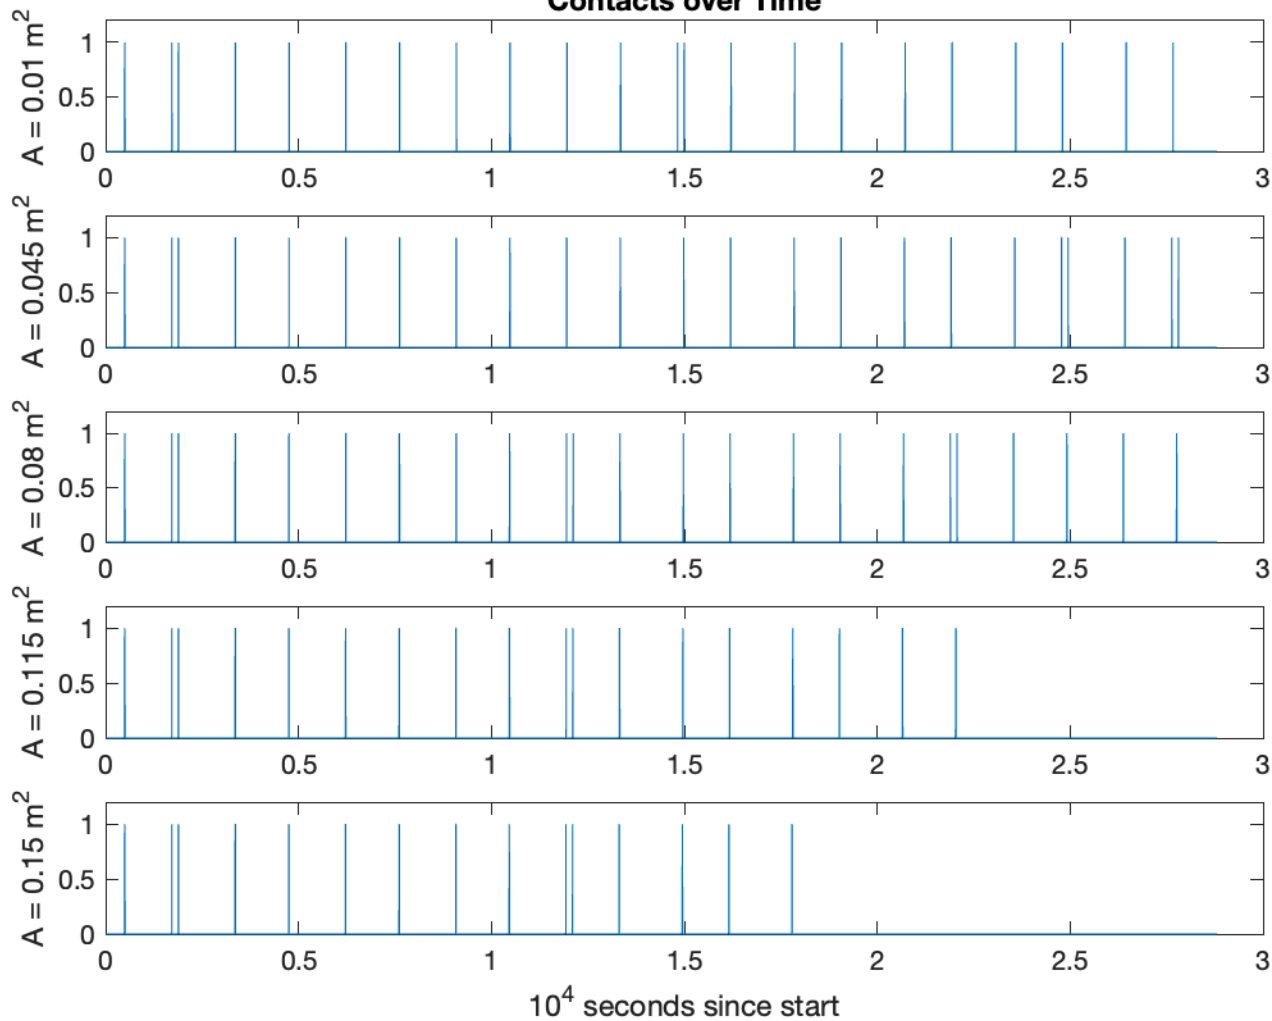 Contacts over Time
A = 0.01 m²
1
0.5
0
0 0.5 1 1.5 2 2.5 3
A = 0.045 m²
1
0.5
0
0 0.5 1 1.5 2 2.5 3
A = 0.08 m²
1
0.5
0
0 0.5 1 1.5 2 2.5 3
A = 0.115 m²
1
0.5
0
0 0.5 1 1.5 2 2.5 3
A = 0.15 m²
1
0.5
0
0 0.5 1 1.5 2 2.5 3
10⁴ seconds since start